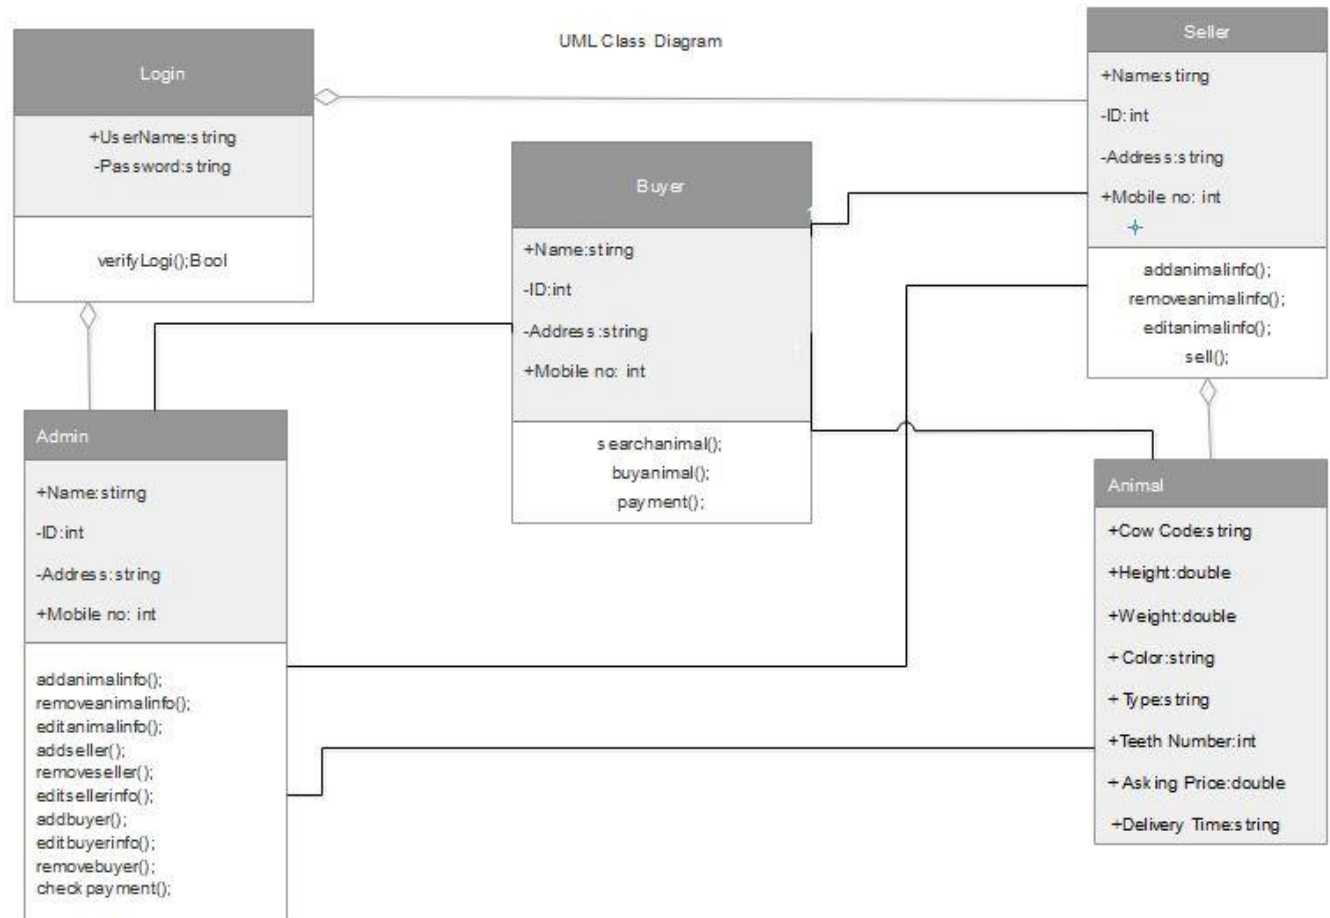 UML Class Diagram
Login
+UserName:string
-Password:string
verifyLogi();Bool
Buyer
+Name:stirng
-ID:int
-Address:string
+Mobile no: int
searchanimal();
buyanimal();
payment();
Seller
+Name:stirng
-ID:int
-Address:string
+Mobile no: int
addanimalinfo();
removeanimalinfo();
editanimalinfo();
sell();
Admin
+Name:stirng
-ID:int
-Address:string
+Mobile no: int
addanimalinfo();
removeanimalinfo();
editanimalinfo();
addseller();
removeseller();
editsellerinfo();
addbuyer();
editbuyerinfo();
removebuyer();
checkpayment();
Animal
+Cow Code:string
+Height:double
+Weight:double
+Color:string
+Type:string
+Teeth Number:int
+Asking Price:double
+Delivery Time:string